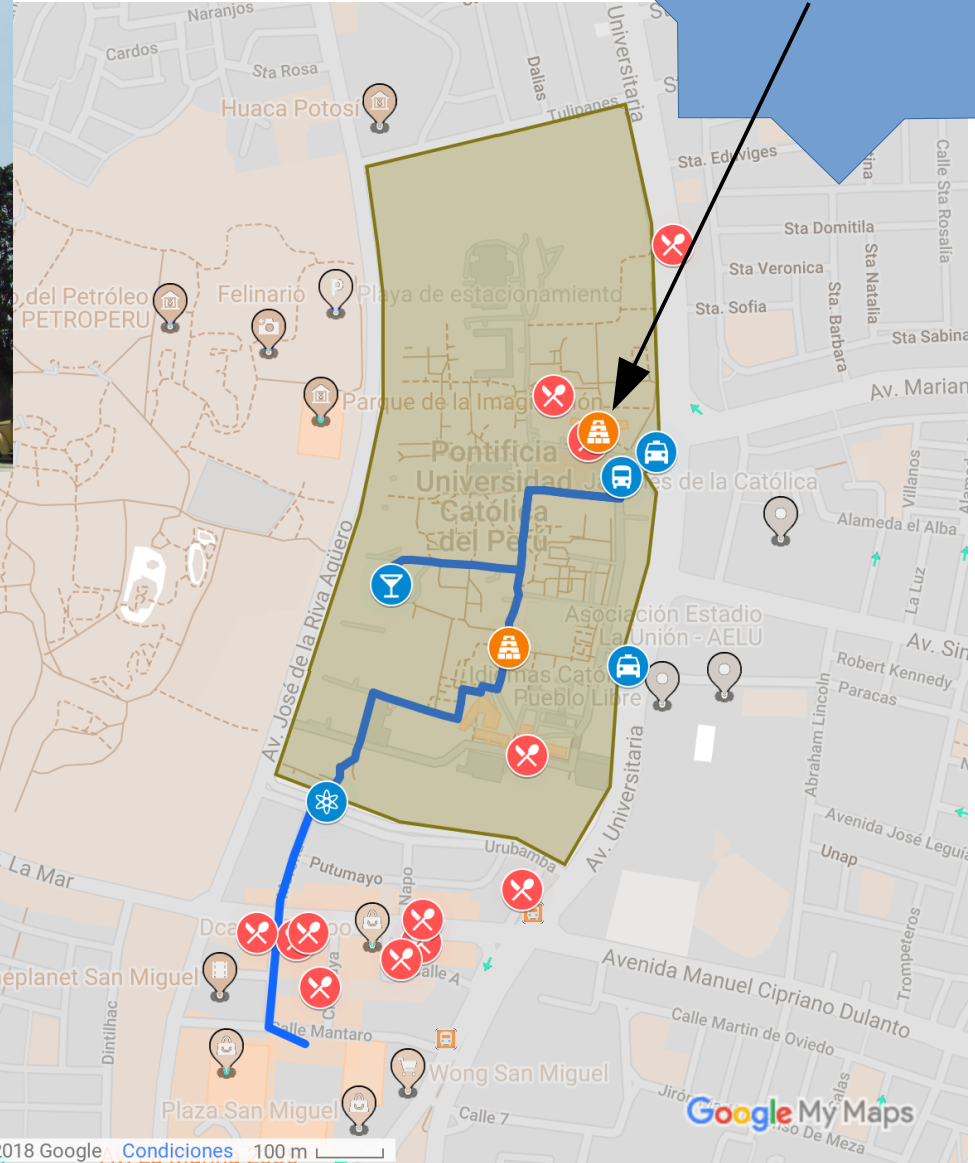 Naranjos
Cardos
Sta Rosa
Dalias
Universitaria
Huaca Potosí
Tulipanes
Sta. Eduviges
Calle Sta Rosalía
Sta Domitila
Sta Natalia
Sta Veronica
Sta. Barbara
Sta. Sofia
Sta Sabina
o del Petróleo
PETROPERU
Felinario
Playa de estacionamiento
Av. Marian
Parque de la Imaginación
Pontificia
Universidad
Católica
del Perú
es de la Católica
Villanos
Alameda el Alba
La Luz
Av. José de la Riva Agüero
Asociación Estadio
La Unión - AELU
Av. Sin
Idiomas Cató
Pueblo Libre
Robert Kennedy
Paracas
Abraham Lincoln
Av. Universitaria
Avenida José Leguía
Unap
Urubamba
La Mar
Putumayo
Napo
Trompeteros
Calle A
Avenida Manuel Cipriano Dulanto
neplanet San Miguel
Dintilhac
Calle Mantaro
Calle Martin de Oviedo
Wong San Miguel
Plaza San Miguel
Calle 7
Google My Maps
2018 Google
Condiciones
100 m